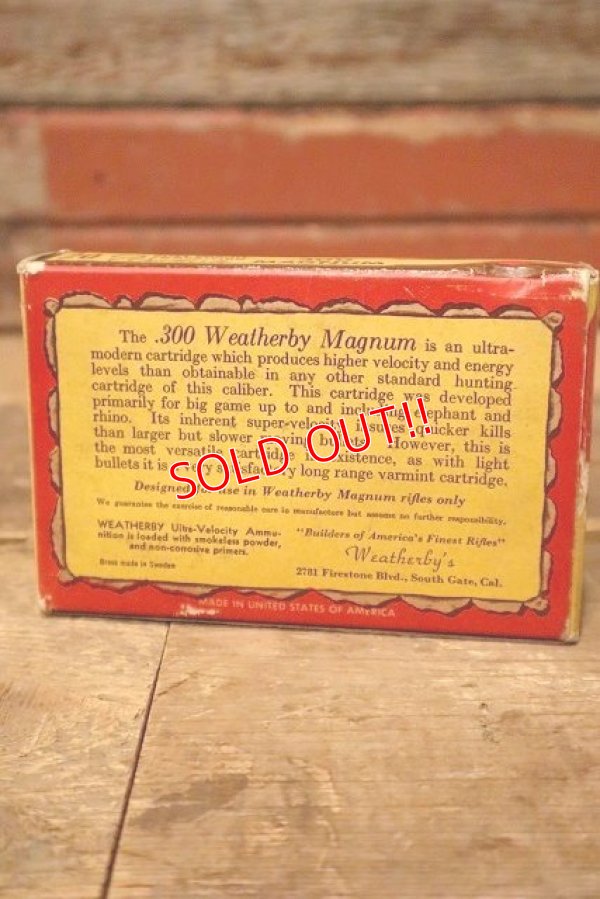 MAGNUM
The .300 Weatherby Magnum is an ultra-
modern cartridge which produces higher velocity and energy
levels than obtainable in any other standard hunting
cartridge of this caliber. This cartridge was developed
primarily for big game up to and including elephant and
rhino. Its inherent super-velocity issues quicker kills
than larger but slower moving bullets. However, this is
the most versatile cartridge in existence, as with light
bullets it is a very satisfactory long range varmint cartridge.
Designed for use in Weatherby Magnum rifles only
We guarantee the exercise of reasonable care in manufacture but assume no further responsibility.
WEATHERBY Ultra-Velocity Ammu-
nition is loaded with smokeless powder,
and non-corrosive primers.
Brass made in Sweden
"Builders of America's Finest Rifles"
Weatherby's
2781 Firestone Blvd., South Gate, Cal.
MADE IN UNITED STATES OF AMERICA
SOLD OUT!!